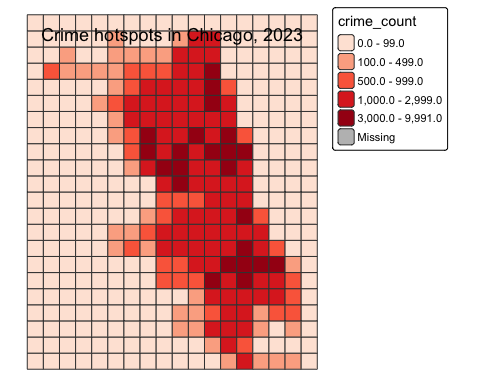 Crime hotspots in Chicago, 2023
crime_count
0.0 - 99.0
100.0 - 499.0
500.0 - 999.0
1,000.0 - 2,999.0
3,000.0 - 9,991.0
Missing